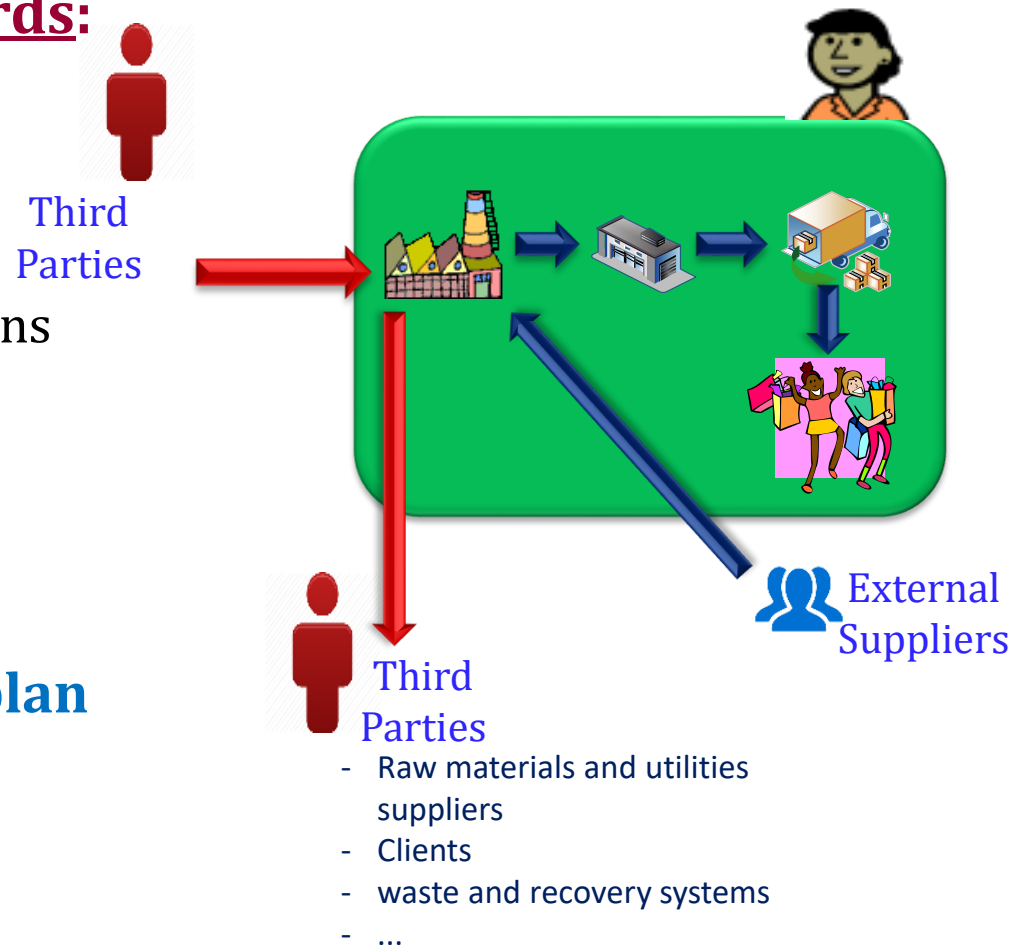 rds:
Third
Parties
ns
External
Suppliers
plan
Third
Parties
- Raw materials and utilities
suppliers
- Clients
- waste and recovery systems
- ...